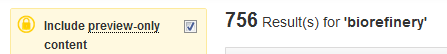 Include preview-only
content
756 Result(s) for 'biorefinery'